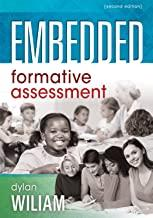 [second edition]
EMBEDDED
formative
assessment
dylan
WILIAM